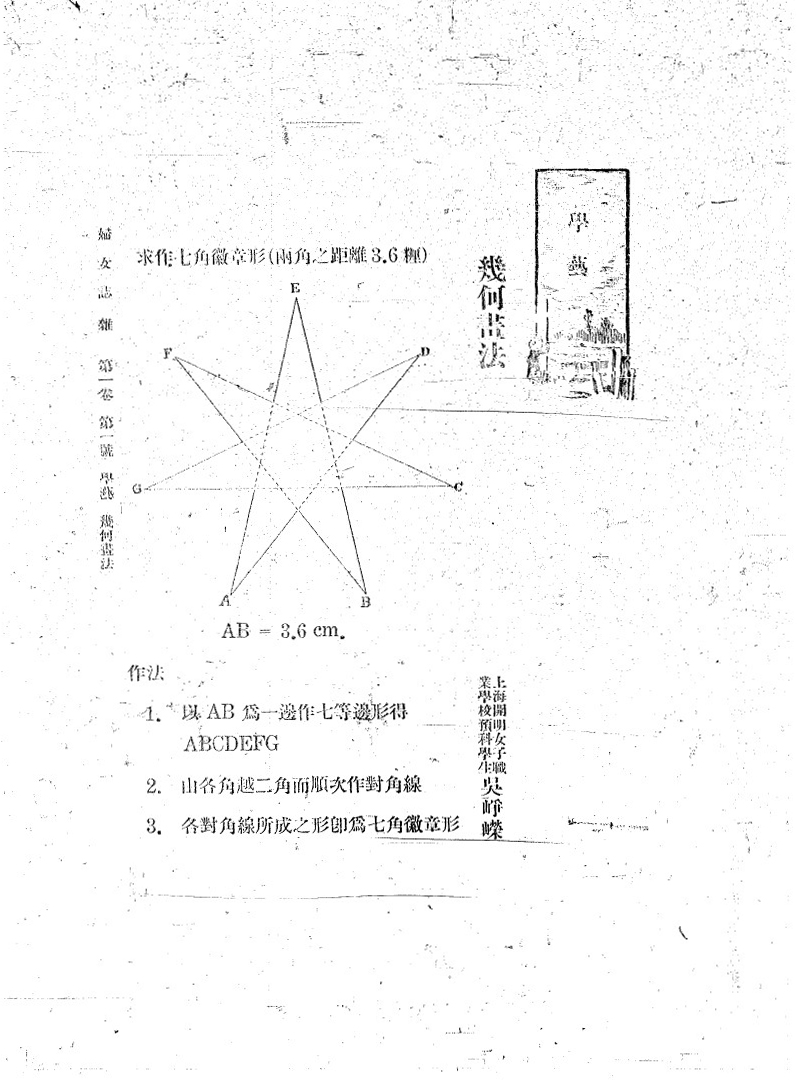 學藝
幾何畫法
上海開明女子職
業學校預科學生
吳崢嶸
求作七角徽章形(兩角之距離3.6糎)
E
F
D
G
C
A
B
AB = 3.6 cm.
作法
1. 以 AB 爲一邊作七等邊形得
ABCDEFG
2. 由各角越二角而順次作對角線
3. 各對角線所成之形卽爲七角徽章形
婦女誌雜 第一卷 第一號 學藝 幾何畫法